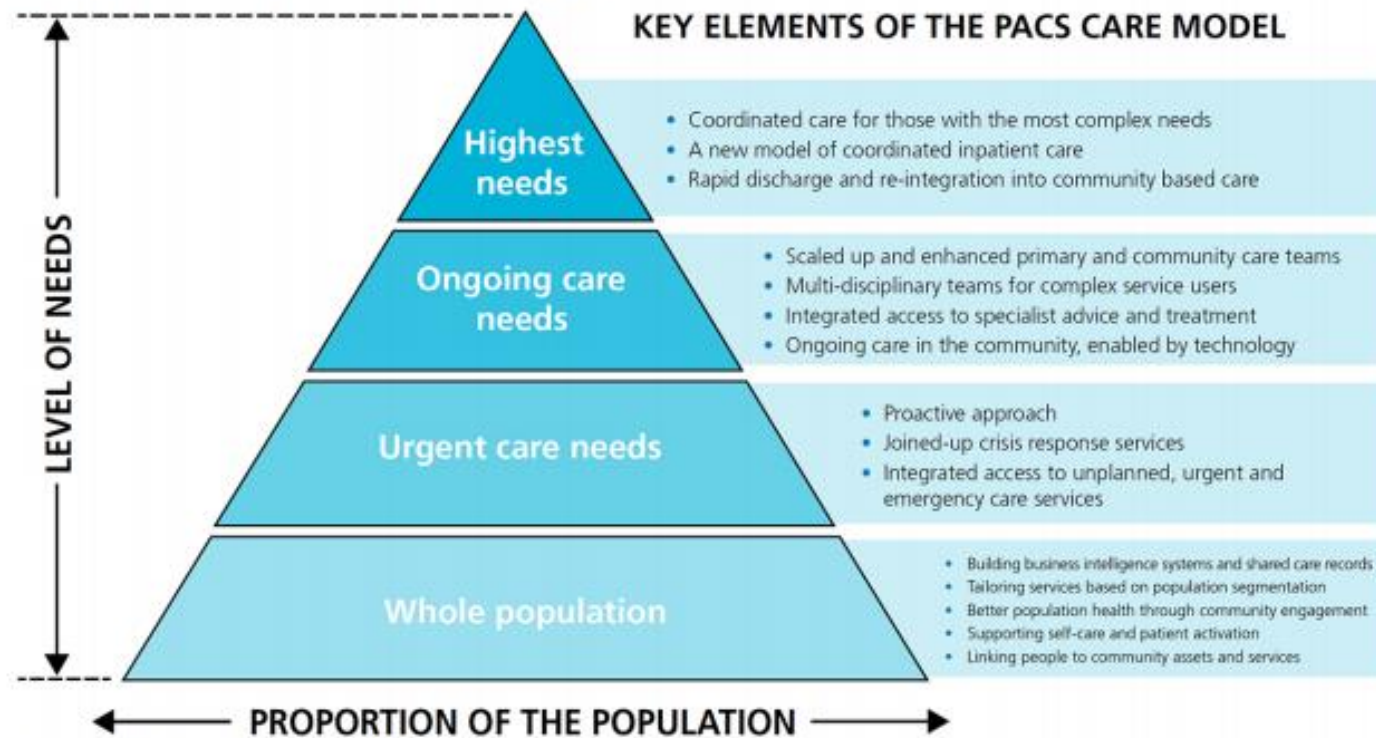 KEY ELEMENTS OF THE PACS CARE MODEL
LEVEL OF NEEDS
Highest
needs
• Coordinated care for those with the most complex needs
• A new model of coordinated inpatient care
• Rapid discharge and re-integration into community based care
Ongoing care
needs
• Scaled up and enhanced primary and community care teams
• Multi-disciplinary teams for complex service users
• Integrated access to specialist advice and treatment
• Ongoing care in the community, enabled by technology
Urgent care needs
• Proactive approach
• Joined-up crisis response services
• Integrated access to unplanned, urgent and
emergency care services
Whole population
• Building business intelligence systems and shared care records
• Tailoring services based on population segmentation
• Better population health through community engagement
• Supporting self-care and patient activation
• Linking people to community assets and services
PROPORTION OF THE POPULATION